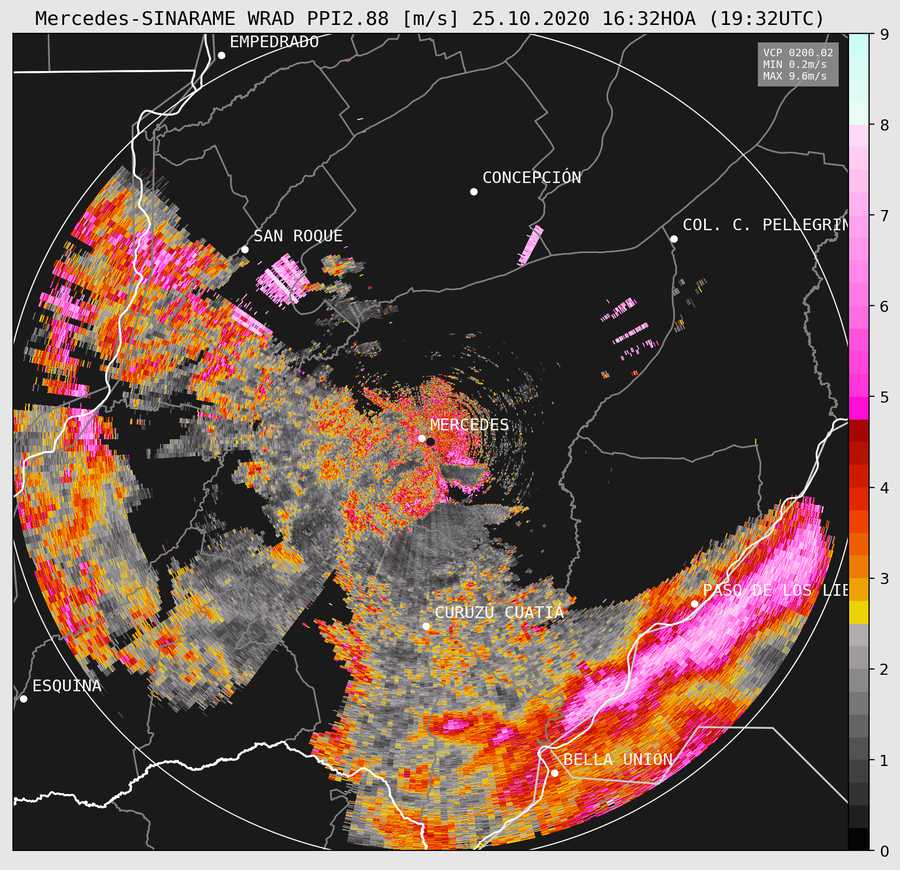 Mercedes-SINARAME WRAD PPI2.88 [m/s] 25.10.2020 16:32HOA (19:32UTC)
EMPEDRADO
VCP 0200.02
MIN 0.2m/s
MAX 9.6m/s
CONCEPCIÓN
COL. C. PELLEGRIN
SAN ROQUE
MERCEDES
PASO DE LOS LIB
CURUZÚ CUATIÁ
ESQUINA
BELLA UNIÓN
9
8
7
6
5
4
3
2
1
0